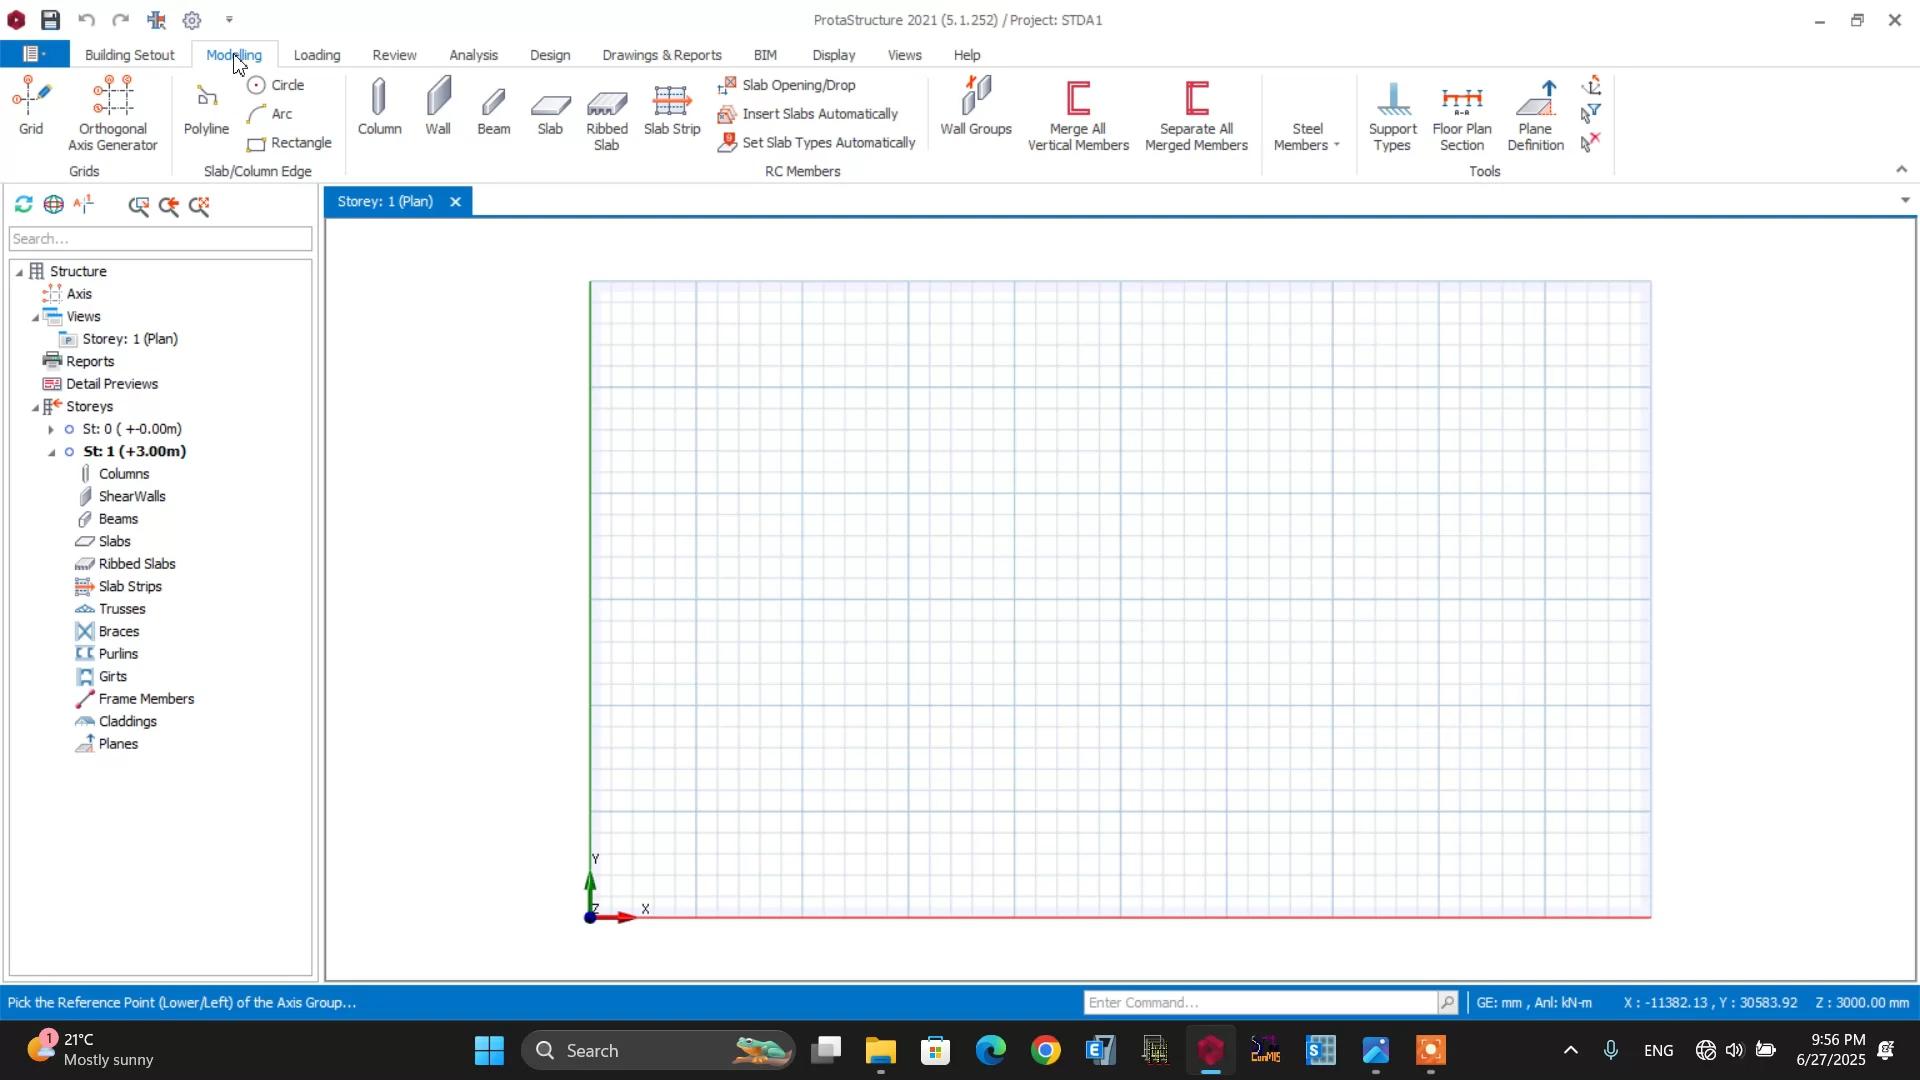 ProtaStructure 2021 (5.1.252) / Project: STDA1
Building Setout
Modelling
Loading
Review
Analysis
Design
Drawings & Reports
BIM
Display
Views
Help
Grid
Orthogonal
Axis Generator
Grids
Polyline
Circle
Arc
Rectangle
Slab/Column Edge
Column
Wall
Beam
Slab
Ribbed
Slab
Slab Strip
Slab Opening/Drop
Insert Slabs Automatically
Set Slab Types Automatically
RC Members
Wall Groups
Merge All
Vertical Members
Separate All
Merged Members
Steel
Members
Support
Types
Floor Plan
Section
Plane
Definition
Tools
Search...
Structure
Axis
Views
Storey: 1 (Plan)
Reports
Detail Previews
Storeys
St: 0 ( +-0.00m)
St: 1 (+3.00m)
Columns
ShearWalls
Beams
Slabs
Ribbed Slabs
Slab Strips
Trusses
Braces
Purlins
Girts
Frame Members
Claddings
Planes
Storey: 1 (Plan)
Y
Z
X
Pick the Reference Point (Lower/Left) of the Axis Group...
Enter Command...
GE: mm , Anl: kN-m
X : -11382.13 , Y : 30583.92
Z : 3000.00 mm
1
21°C
Mostly sunny
Search
ENG
9:56 PM
6/27/2025